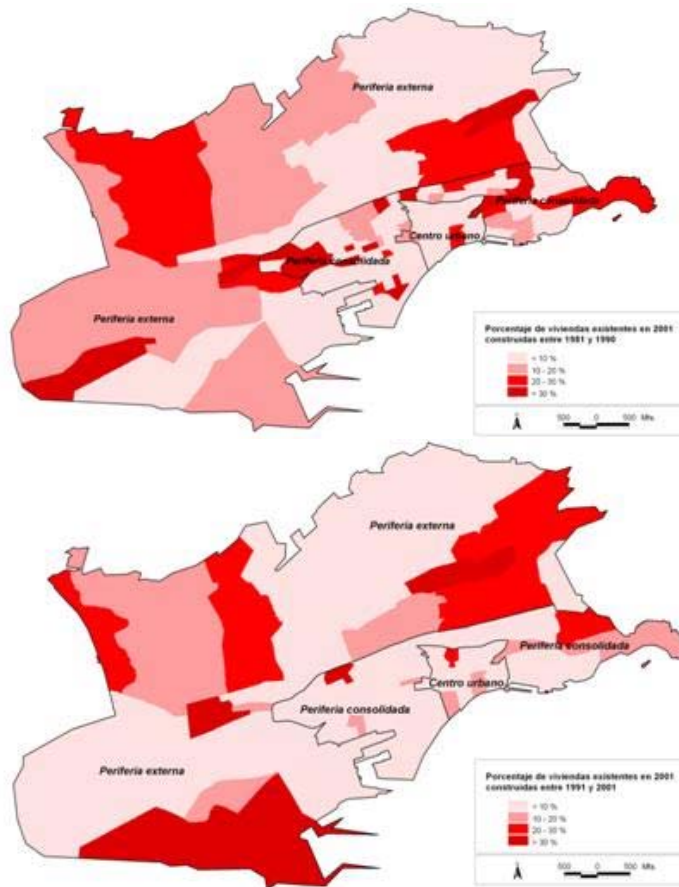 Periferia externa
Periferia consolidada
Centro urbano
Periferia consolidada
Periferia externa
Porcentaje de viviendas existentes en 2001
construidas entre 1981 y 1990
< 10 %
10 - 20 %
20 - 30 %
> 30 %
500 0 500 Mts.
Periferia externa
Periferia consolidada
Centro urbano
Periferia consolidada
Periferia externa
Porcentaje de viviendas existentes en 2001
construidas entre 1991 y 2001
< 10 %
10 - 20 %
20 - 30 %
> 30 %
500 0 500 Mts.